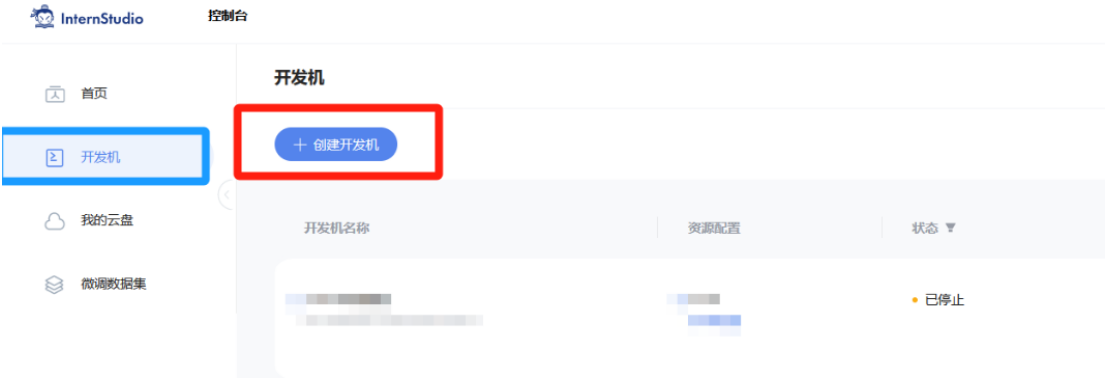 InternStudio 控制台
首页
开发机
我的云盘
微调数据集
开发机
+ 创建开发机
开发机名称 资源配置 状态
已停止